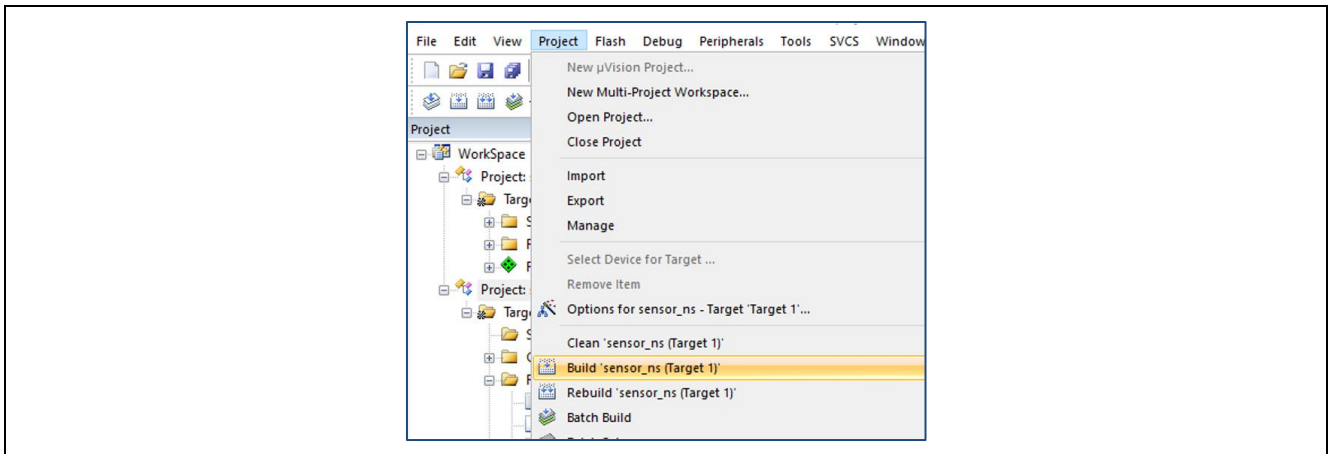 File Edit View Project Flash Debug Peripherals Tools SVCS Window
New µVision Project...
New Multi-Project Workspace...
Open Project...
Close Project
Project
WorkSpace
Project:
Import
Targ
Export
Manage
Select Device for Target ...
Remove Item
Project:
Targ
Options for sensor_ns - Target 'Target 1'...
Clean 'sensor_ns (Target 1)'
Build 'sensor_ns (Target 1)'
Rebuild 'sensor_ns (Target 1)'
Batch Build